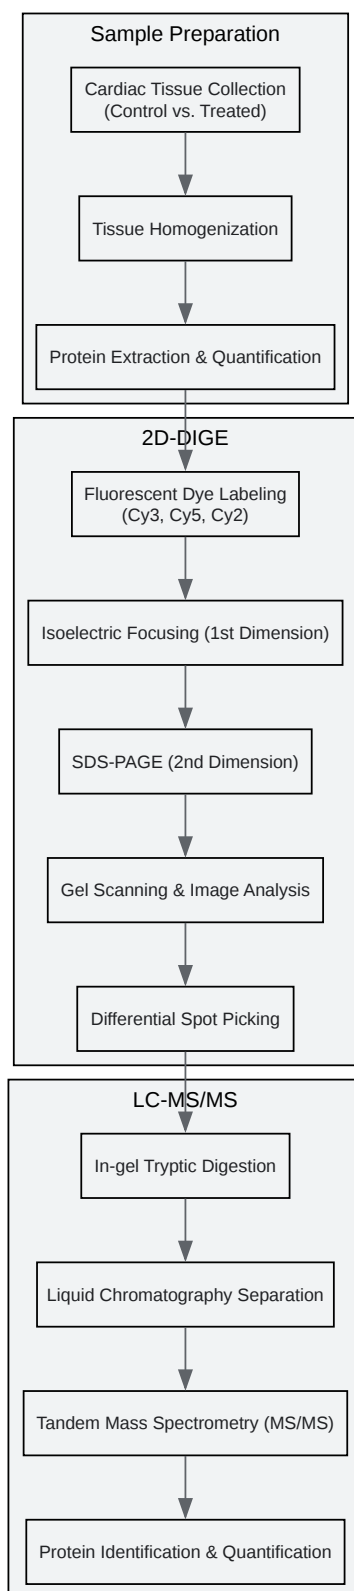 Sample Preparation
Cardiac Tissue Collection
(Control vs. Treated)
Tissue Homogenization
Protein Extraction & Quantification
2D-DIGE
Fluorescent Dye Labeling
(Cy3, Cy5, Cy2)
Isoelectric Focusing (1st Dimension)
SDS-PAGE (2nd Dimension)
Gel Scanning & Image Analysis
Differential Spot Picking
LC-MS/MS
In-gel Tryptic Digestion
Liquid Chromatography Separation
Tandem Mass Spectrometry (MS/MS)
Protein Identification & Quantification